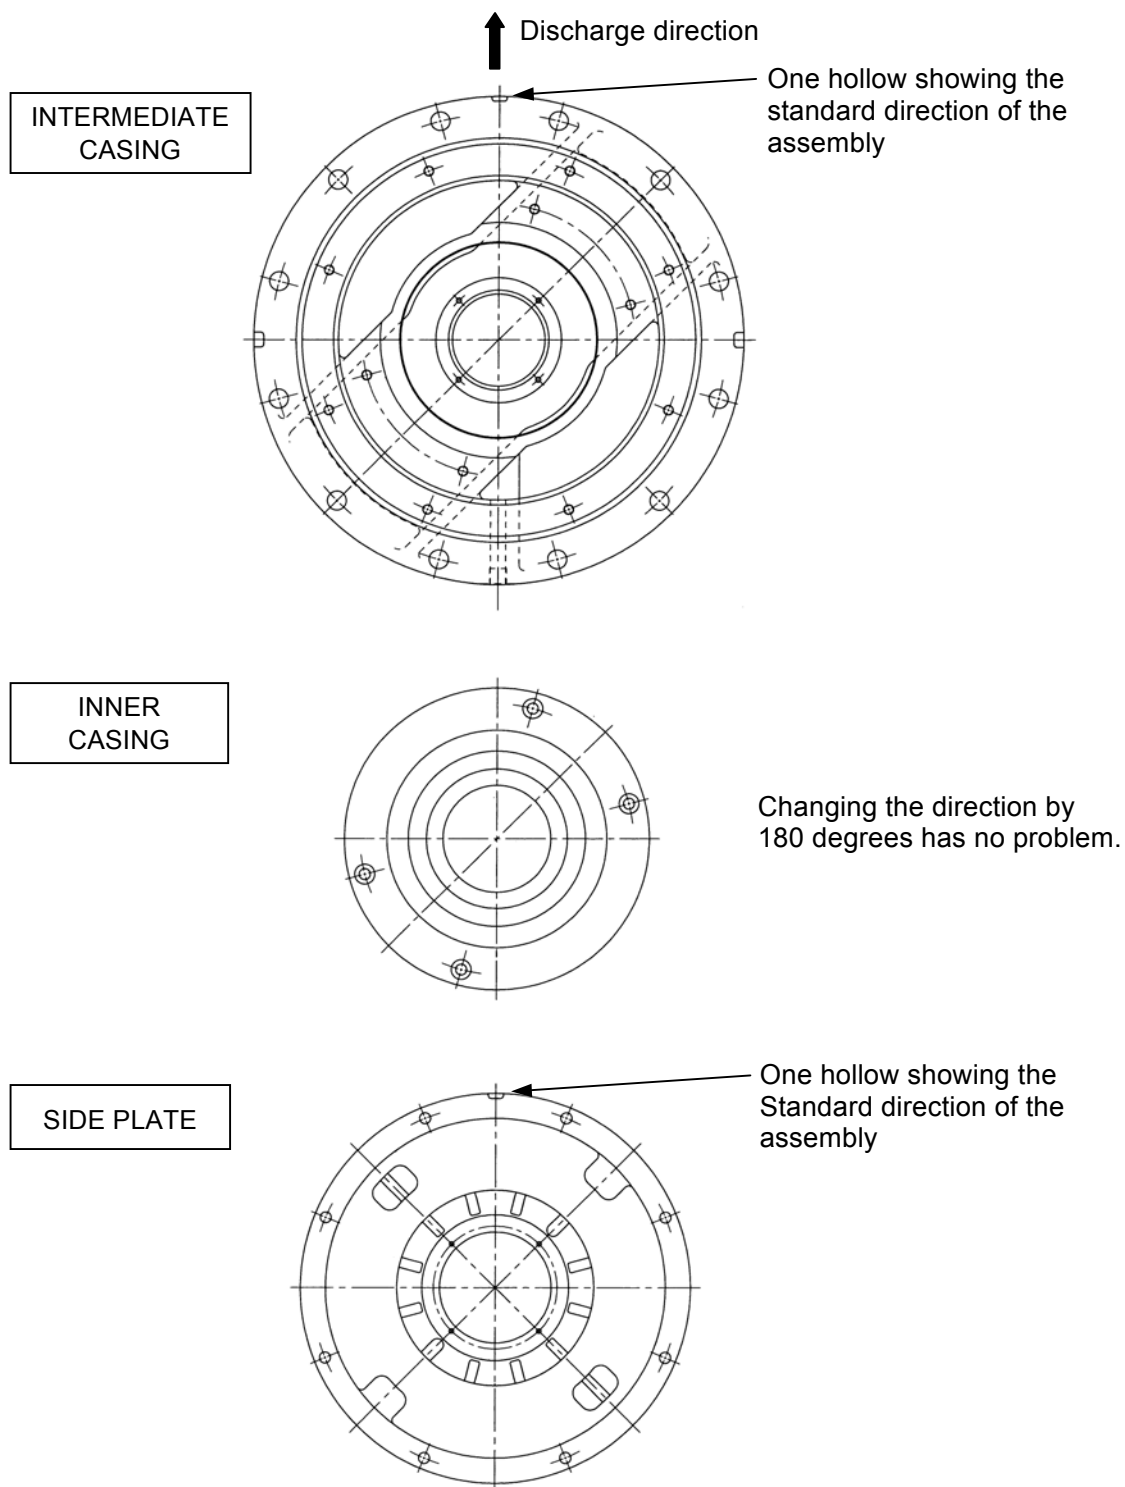 Discharge direction
One hollow showing the
standard direction of the
assembly
INTERMEDIATE
CASING
INNER
CASING
Changing the direction by
180 degrees has no problem.
One hollow showing the
Standard direction of the
assembly
SIDE PLATE